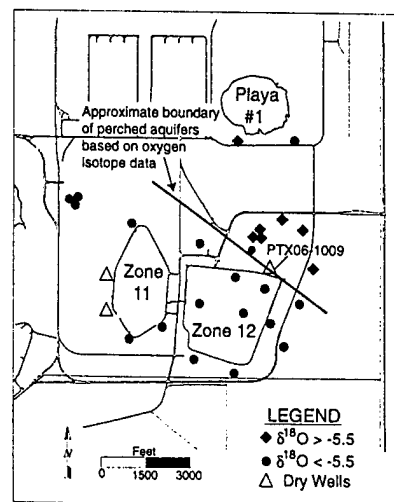 Playa
#1
Approximate boundary
of perched aquifers
based on oxygen
isotope data
PTX06-1009
Zone
11
Zone 12
LEGEND
δ¹⁸O > -5.5
δ¹⁸O < -5.5
Dry Wells
N
Feet
0 1500 3000